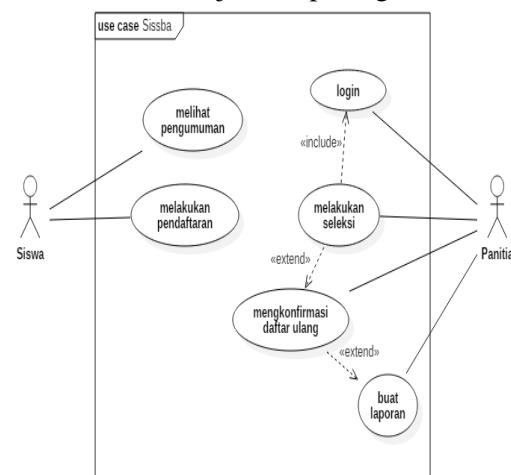 use case Sissba
login
melihat
pengumuman
«include»
melakukan
pendaftaran
melakukan
seleksi
Siswa
Panitia
«extend»
mengkonfirmasi
daftar ulang
«extend»
buat
laporan